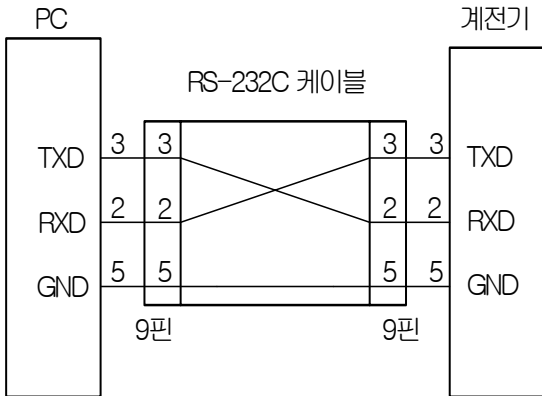 PC 계전기
RS-232C 케이블
TXD 3 3 3 3 TXD
RXD 2 2 2 2 RXD
GND 5 5 5 5 GND
9핀 9핀